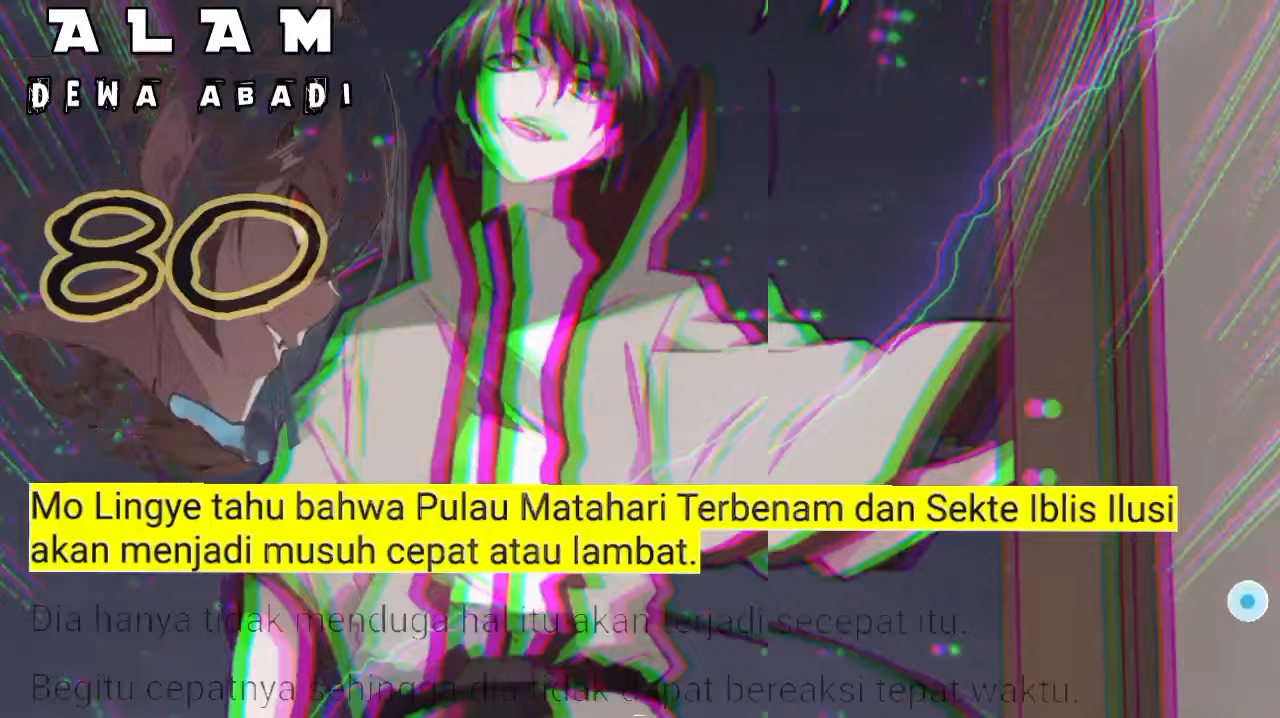 ALAM
DEWA ABADI
80
Mo Lingye tahu bahwa Pulau Matahari Terbenam dan Sekte Iblis Ilusi
akan menjadi musuh cepat atau lambat.
Dia hanya tidak menduga hal itu akan terjadi secepat itu.
Begitu cepatnya sehingga dia tidak dapat bereaksi tepat waktu.